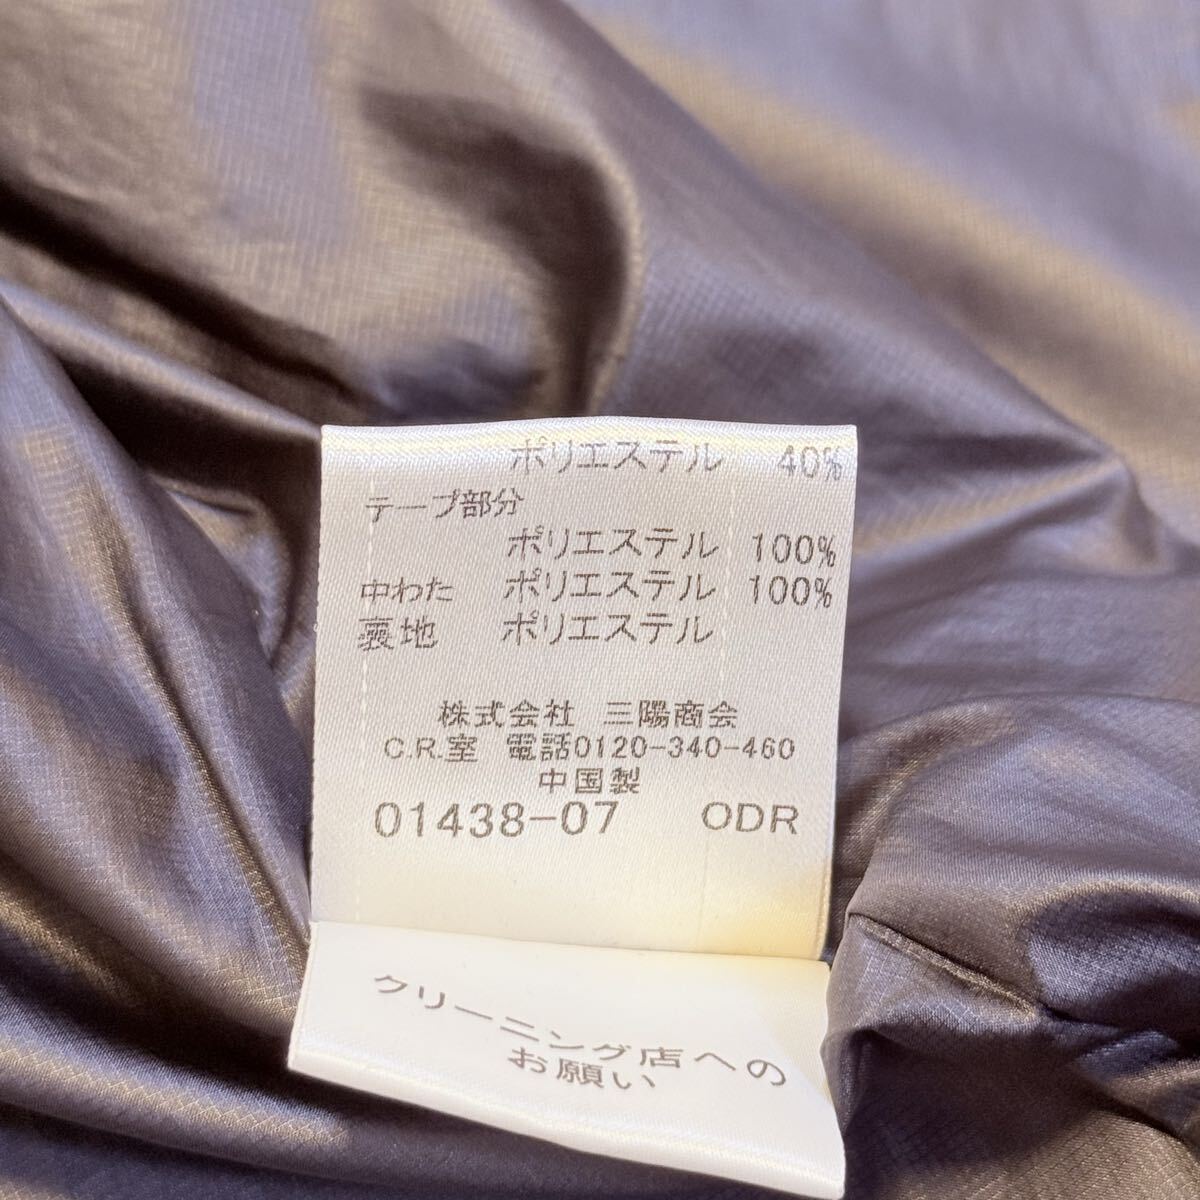 ポリエステル 40%
テープ部分
ポリエステル 100%
中わた ポリエステル 100%
裏地 ポリエステル
株式会社 三陽商会
C.R.室 電話0120-340-460
中国製
01438-07 ODR
クリーニング店への
お願い